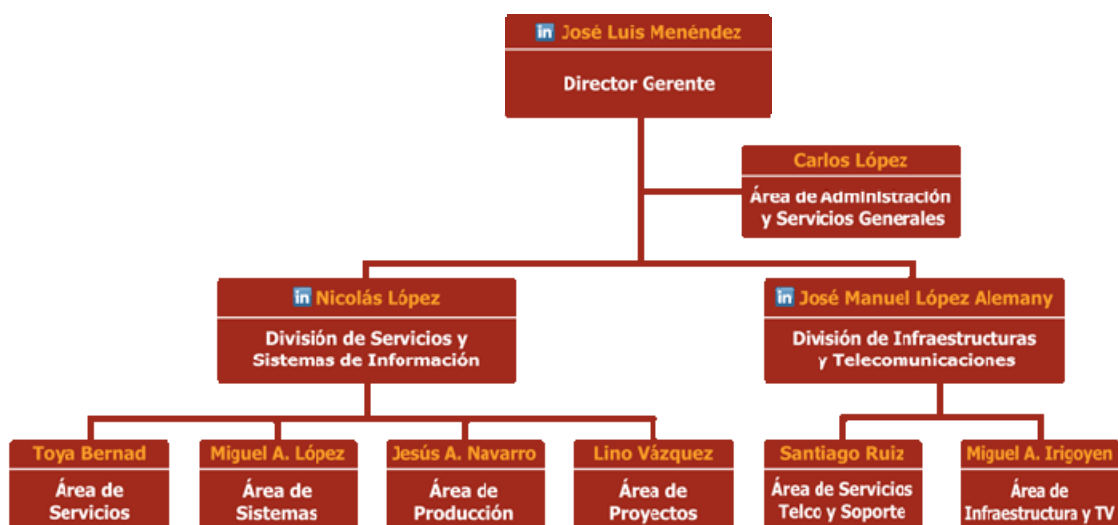 in José Luis Menéndez
Director Gerente
Carlos López
Área de Administración
y Servicios Generales
in Nicolás López
División de Servicios y
Sistemas de Información
in José Manuel López Alemany
División de Infraestructuras
y Telecomunicaciones
Toya Bernad
Área de
Servicios
Miguel A. López
Área de
Sistemas
Jesús A. Navarro
Área de
Producción
Lino Vázquez
Área de
Proyectos
Santiago Ruiz
Área de Servicios
Telco y Soporte
Miguel A. Irigoyen
Área de
Infraestructura y TV